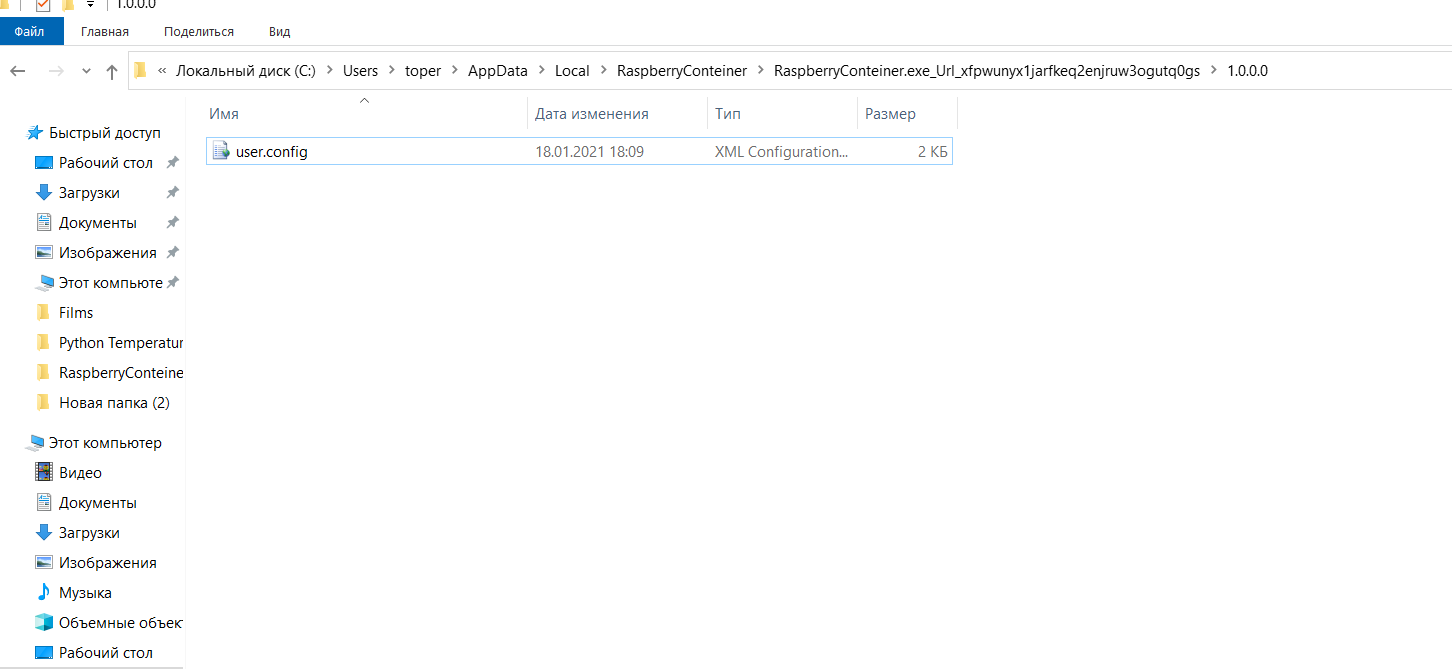 1.0.0.0
Файл Главная Поделиться Вид
« Локальный диск (C:) > Users > toper > AppData > Local > RaspberryConteiner > RaspberryConteiner.exe_Url_xfpwunyx1jarfkeq2enjruw3ogutq0gs > 1.0.0.0
Имя Дата изменения Тип Размер
user.config 18.01.2021 18:09 XML Configuration... 2 КБ
Быстрый доступ
Рабочий стол
Загрузки
Документы
Изображения
Этот компьюте
Films
Python Temperatur
RaspberryConteine
Новая папка (2)
Этот компьютер
Видео
Документы
Загрузки
Изображения
Музыка
Объемные объект
Рабочий стол